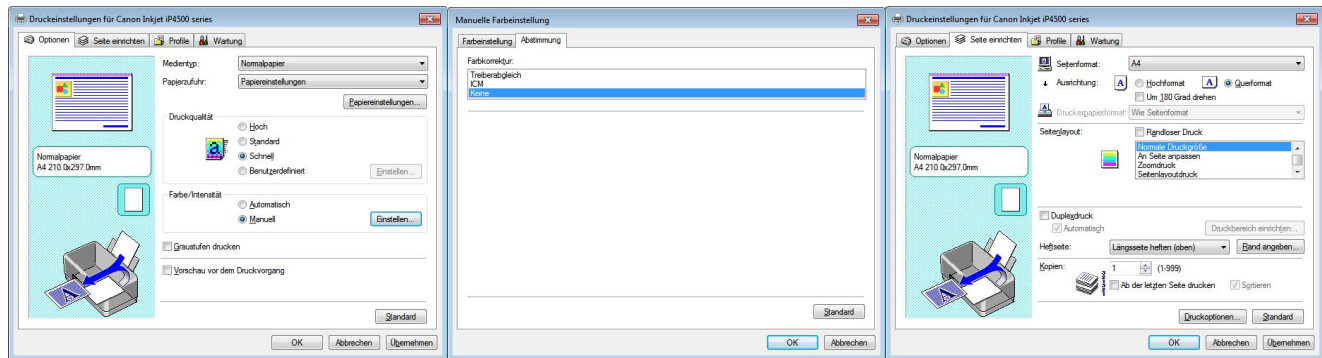 Druckeinstellungen für Canon Inkjet iP4500 series
Optionen Seite einrichten Profile Wartung
Medientyp: Normalpapier
Papierzufuhr: Papiereinstellungen
Papiereinstellungen...
Druckqualität
Hoch
Standard
Schnell
Benutzerdefiniert Einstellen...
Normalpapier
A4 210.0x297.0mm
Farbe/Intensität
Automatisch
Manuell Einstellen...
Graustufen drucken
Vorschau vor dem Druckvorgang
Standard
OK Abbrechen Übernehmen
Manuelle Farbeinstellung
Farbeinstellung Abstimmung
Farbkorrektur:
Treiberabgleich
ICM
Keine
Standard
OK Abbrechen
Druckeinstellungen für Canon Inkjet iP4500 series
Optionen Seite einrichten Profile Wartung
Seitenformat: A4
Ausrichtung: A Hochformat A Querformat
Um 180 Grad drehen
Druckerpapierformat: Wie Seitenformat
Seitenlayout: Randloser Druck
Normale Druckgröße
An Seite anpassen
Zoomdruck
Seitenlayoutdruck
Normalpapier
A4 210.0x297.0mm
Duplexdruck
Automatisch Druckbereich einrichten...
Heftseite: Längsseite heften (oben) Rand angeben...
Kopien: 1 (1-999)
Ab der letzten Seite drucken Sortieren
Druckoptionen... Standard
OK Abbrechen Übernehmen